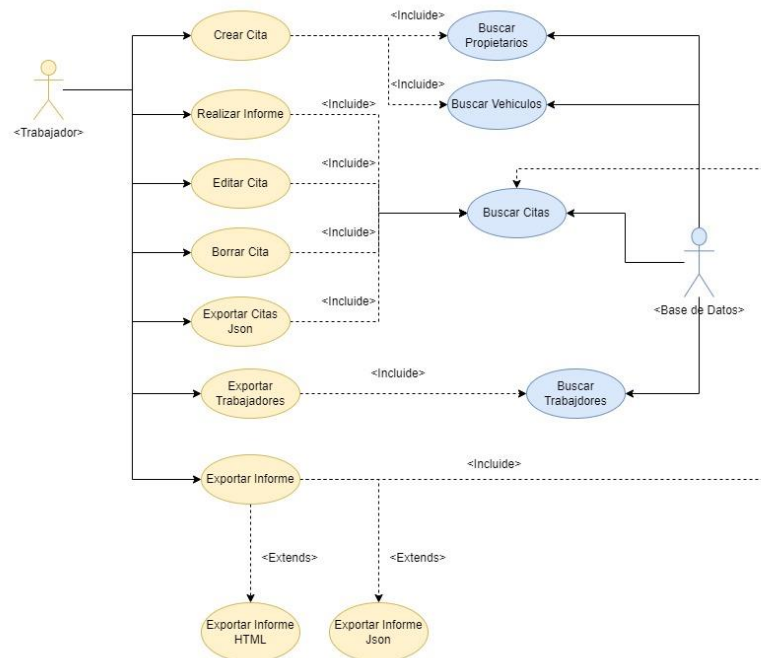 <Incluide>
Crear Cita
Buscar
Propietarios
<Incluide>
Buscar Vehiculos
<Trabajador>
<Incluide>
Realizar Informe
<Incluide>
Editar Cita
Buscar Citas
<Incluide>
Borrar Cita
<Incluide>
Exportar Citas
Json
<Base de Datos>
<Incluide>
Exportar
Trabajadores
Buscar
Trabajdores
<Incluide>
Exportar Informe
<Extends>
<Extends>
Exportar Informe
HTML
Exportar Informe
Json